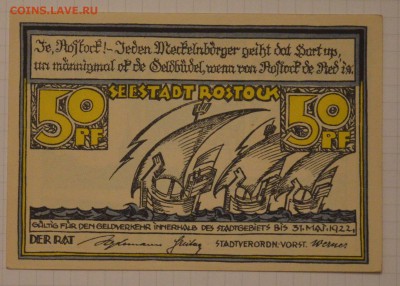 COINS.LAVE.RU
Je, Rostock! - Jeden Meckelnbörger geiht dat Hart up,
un männigmal ok de Geldbüdel, wenn von Rostock de Red is.
SEESTADT ROSTOCK
50 PF
50 PF
GÜLTIG FÜR DEN GELDVERKEHR INNERHALB DES STADTGEBIETS BIS 31. MAI 1922.
DER RAT
STADTVERORDN. VORST. Werner